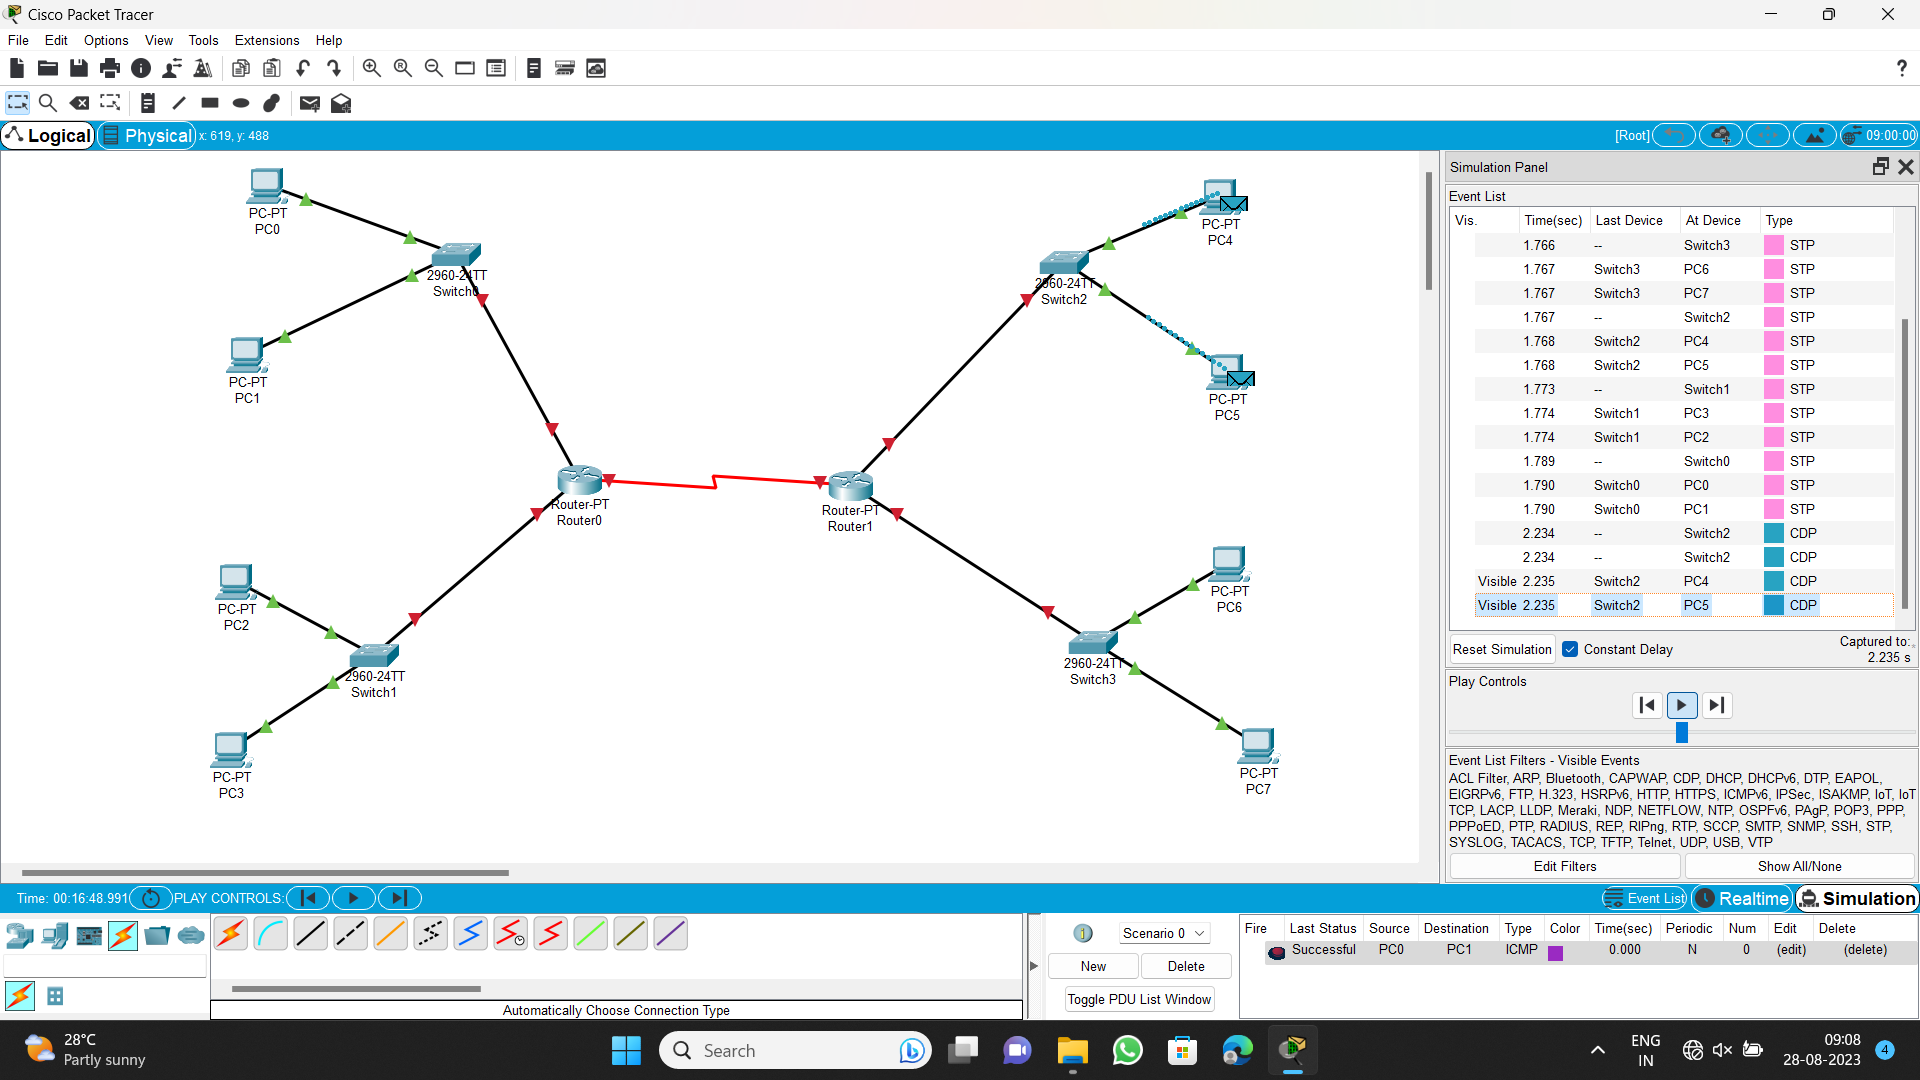 Cisco Packet Tracer
File Edit Options View Tools Extensions Help
Logical Physical x: 619, y: 488 [Root] 09:00:00
PC-PT
PC0
2960-24TT
Switch0
PC-PT
PC1
PC-PT
PC4
2960-24TT
Switch2
PC-PT
PC5
Router-PT
Router0
Router-PT
Router1
PC-PT
PC2
2960-24TT
Switch1
PC-PT
PC3
PC-PT
PC6
2960-24TT
Switch3
PC-PT
PC7
Simulation Panel
Event List
Vis. Time(sec) Last Device At Device Type
1.766 -- Switch3 STP
1.767 Switch3 PC6 STP
1.767 Switch3 PC7 STP
1.767 -- Switch2 STP
1.768 Switch2 PC4 STP
1.768 Switch2 PC5 STP
1.773 -- Switch1 STP
1.774 Switch1 PC3 STP
1.774 Switch1 PC2 STP
1.789 -- Switch0 STP
1.790 Switch0 PC0 STP
1.790 Switch0 PC1 STP
2.234 -- Switch2 CDP
2.234 -- Switch2 CDP
Visible 2.235 Switch2 PC4 CDP
Visible 2.235 Switch2 PC5 CDP
Reset Simulation Constant Delay Captured to:
2.235 s
Play Controls
Event List Filters - Visible Events
ACL Filter, ARP, Bluetooth, CAPWAP, CDP, DHCP, DHCPv6, DTP, EAPOL,
EIGRPv6, FTP, H.323, HSRPv6, HTTP, HTTPS, ICMPv6, IPSec, ISAKMP, IoT, IoT
TCP, LACP, LLDP, Meraki, NDP, NETFLOW, NTP, OSPFv6, PAgP, POP3, PPP,
PPPoED, PTP, RADIUS, REP, RIPng, RTP, SCCP, SMTP, SNMP, SSH, STP,
SYSLOG, TACACS, TCP, TFTP, Telnet, UDP, USB, VTP
Edit Filters Show All/None
Time: 00:16:48.991 PLAY CONTROLS: Event List Realtime Simulation
Scenario 0
New Delete
Toggle PDU List Window
Fire Last Status Source Destination Type Color Time(sec) Periodic Num Edit Delete
Successful PC0 PC1 ICMP 0.000 N 0 (edit) (delete)
Automatically Choose Connection Type
28°C
Partly sunny
Search
ENG
IN
09:08
28-08-2023
4